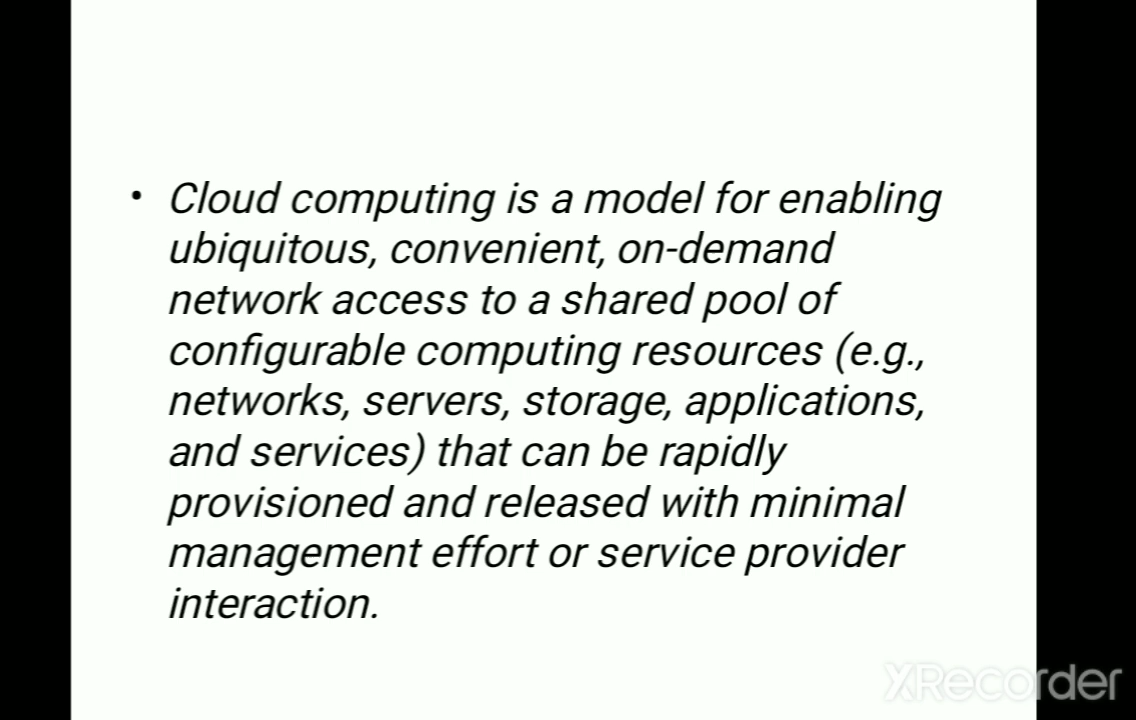 • Cloud computing is a model for enabling
ubiquitous, convenient, on-demand
network access to a shared pool of
configurable computing resources (e.g.,
networks, servers, storage, applications,
and services) that can be rapidly
provisioned and released with minimal
management effort or service provider
interaction.
XRecorder